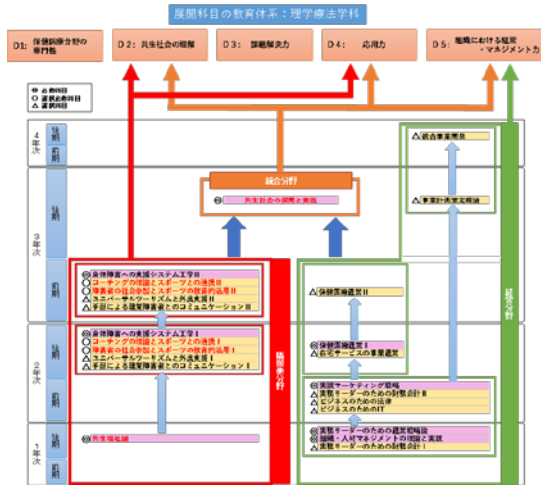 展開科目の教育体系：理学療法学科
D1：保健医療分野の
専門性
D2：共生社会の理解
D3：課題解決力
D4：応用力
D5：組織における経営
・マネジメント力
◎ 必修科目
○ 選択必修科目
△ 選択科目
4年次
後期
前期
△総合事業開発
統合分野
◎共生社会の展開と実践
△事業計画策定概論
3年次
後期
前期
◎身体障害への支援システム工学Ⅱ
○コーチングの理論とスポーツとの連携Ⅱ
○障害者の社会参加とスポーツの教育的活用Ⅱ
△ユニバーサルツーリズムと外出支援Ⅱ
△手話による聴覚障害者とのコミュニケーションⅡ
△保健医療経営Ⅱ
2年次
後期
前期
◎身体障害への支援システム工学Ⅰ
○コーチングの理論とスポーツとの連携Ⅰ
○障害者の社会参加とスポーツの教育的活用Ⅰ
△ユニバーサルツーリズムと外出支援Ⅰ
△手話による聴覚障害者とのコミュニケーションⅠ
◎保健医療経営Ⅰ
△在宅サービスの事業運営
◎実践マーケティング戦略
△実務リーダーのための財務会計Ⅱ
△ビジネスのための法律
△ビジネスのためのIT
隣接他分野
経営分野
1年次
後期
前期
◎共生福祉論
◎実務リーダーのための経営戦略論
◎組織・人材マネジメントの理論と実践
△実務リーダーのための財務会計Ⅰ